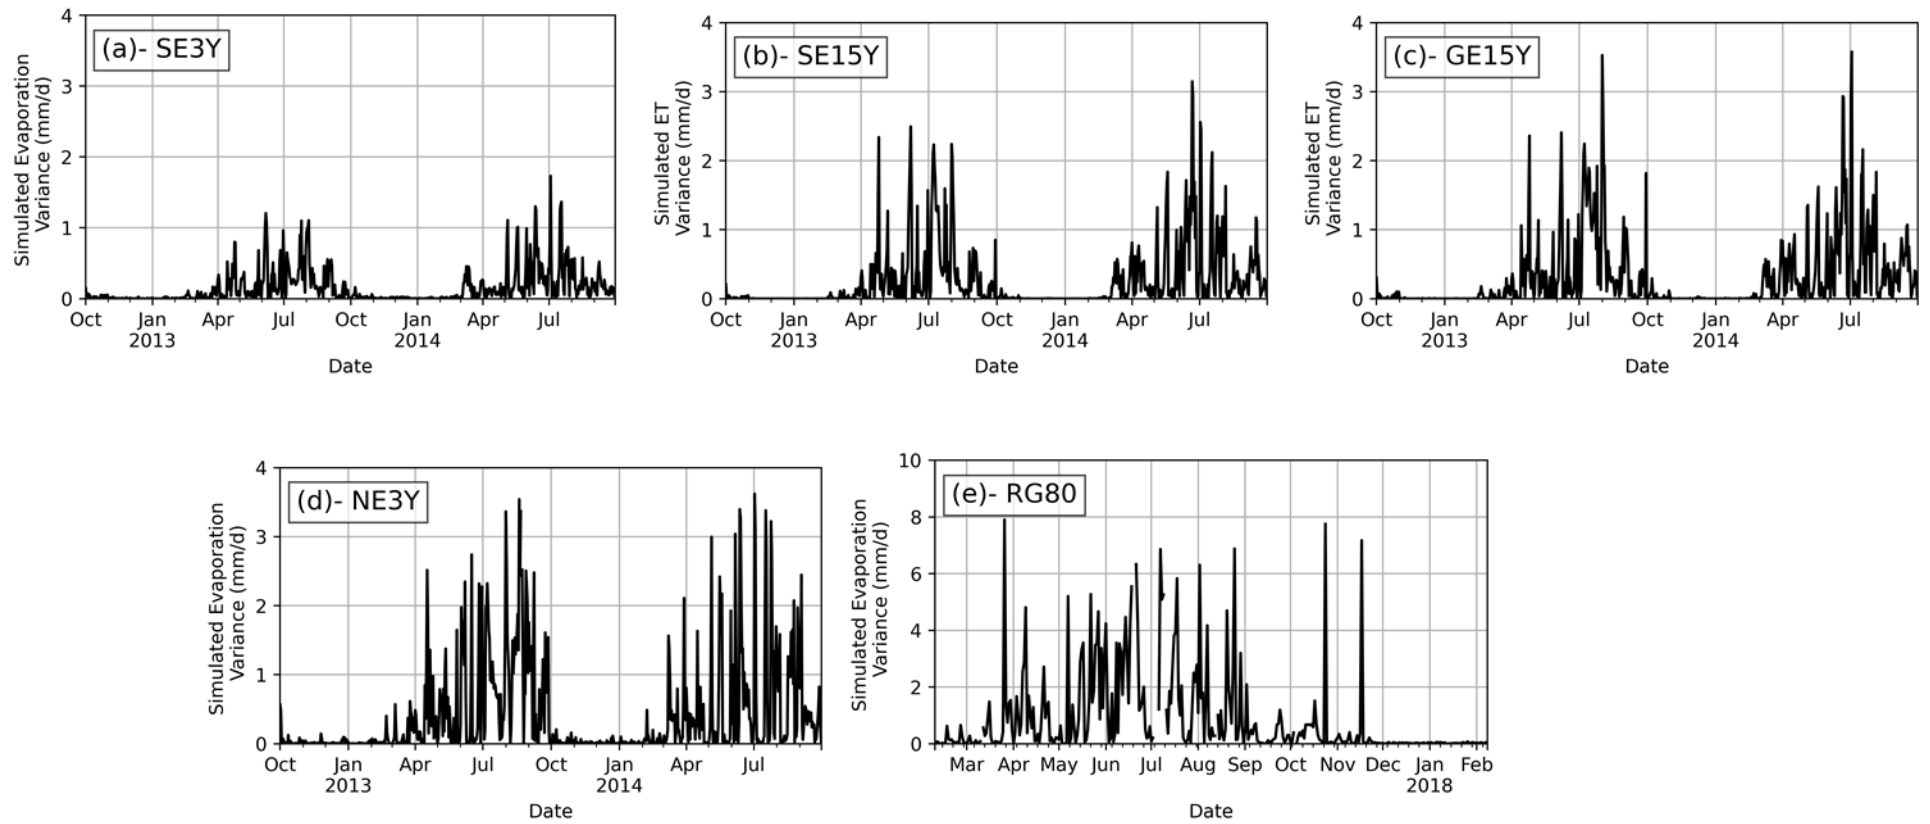 (a)- SE3Y
Simulated Evaporation
Variance (mm/d)
4
3
2
1
0
Oct Jan Apr Jul Oct Jan Apr Jul
2013 2014
Date
(b)- SE15Y
Simulated ET
Variance (mm/d)
4
3
2
1
0
Oct Jan Apr Jul Oct Jan Apr Jul
2013 2014
Date
(c)- GE15Y
Simulated ET
Variance (mm/d)
4
3
2
1
0
Oct Jan Apr Jul Oct Jan Apr Jul
2013 2014
Date
(d)- NE3Y
Simulated Evaporation
Variance (mm/d)
4
3
2
1
0
Oct Jan Apr Jul Oct Jan Apr Jul
2013 2014
Date
(e)- RG80
Simulated Evaporation
Variance (mm/d)
10
8
6
4
2
0
Mar Apr May Jun Jul Aug Sep Oct Nov Dec Jan Feb
2018
Date